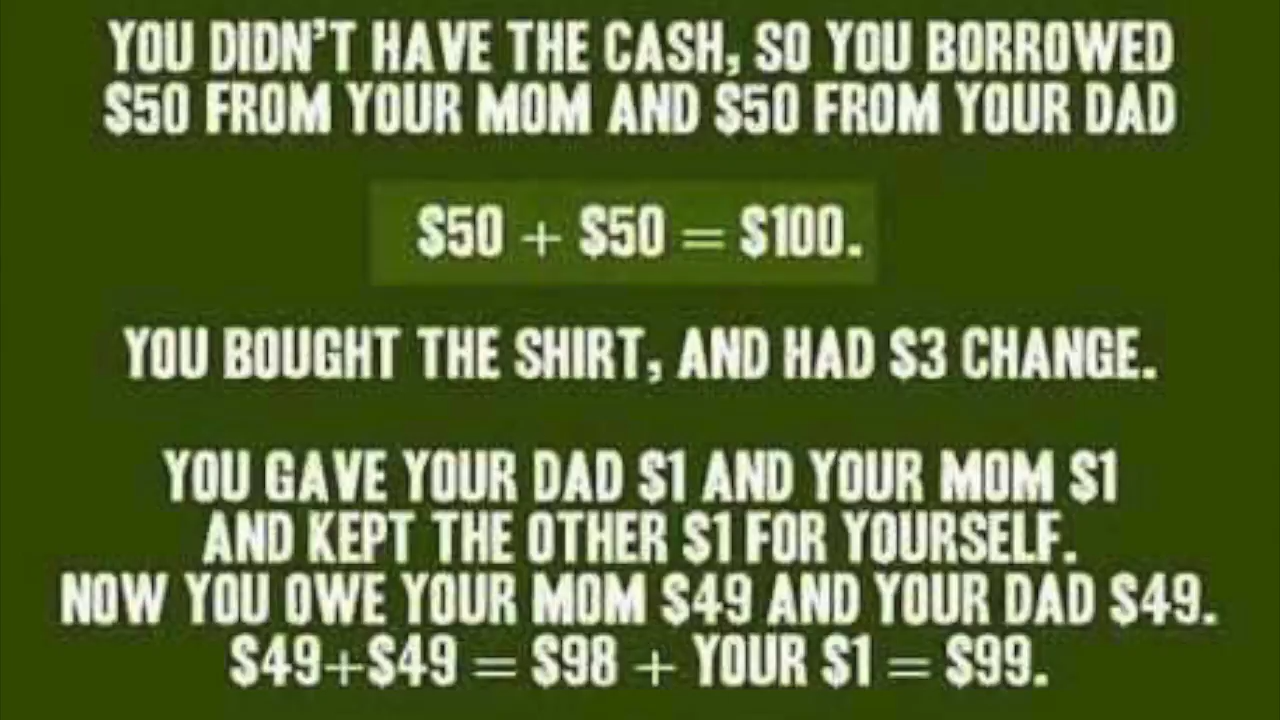 YOU DIDN'T HAVE THE CASH, SO YOU BORROWED
$50 FROM YOUR MOM AND $50 FROM YOUR DAD
$50 + $50 = $100.
YOU BOUGHT THE SHIRT, AND HAD $3 CHANGE.
YOU GAVE YOUR DAD $1 AND YOUR MOM $1
AND KEPT THE OTHER $1 FOR YOURSELF.
NOW YOU OWE YOUR MOM $49 AND YOUR DAD $49.
$49+$49 = $98 + YOUR $1 = $99.